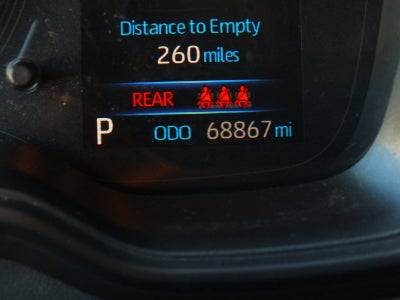 Distance to Empty
260 miles
REAR
P ODO 68867 mi